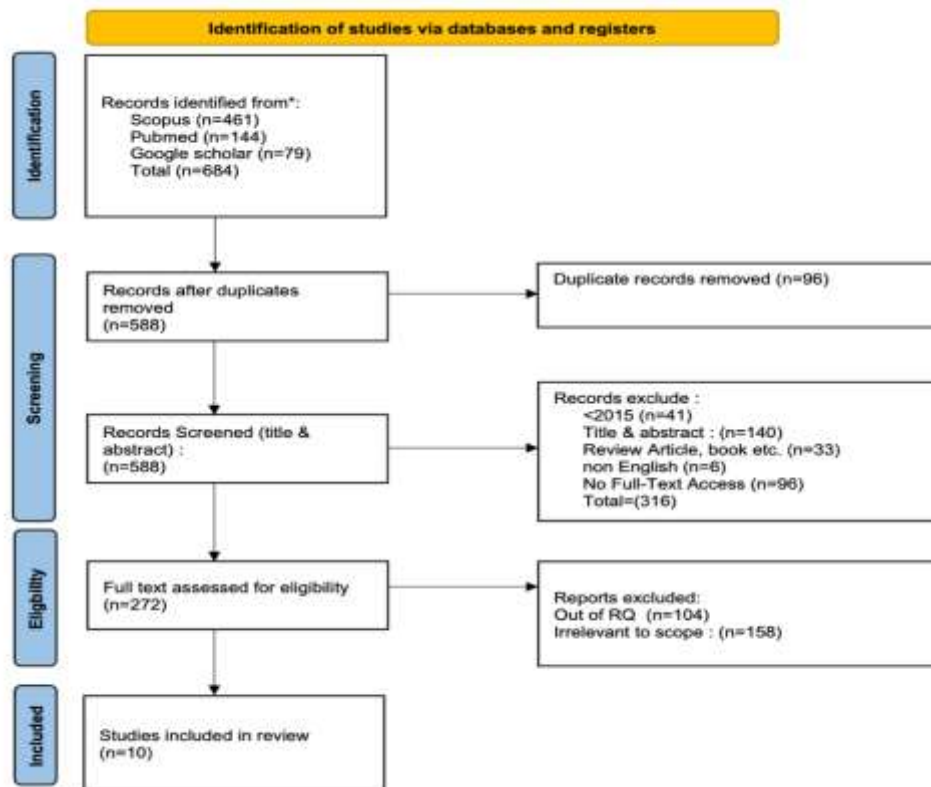 Identification of studies via databases and registers
Identification
Records identified from*:
Scopus (n=461)
Pubmed (n=144)
Google scholar (n=79)
Total (n=684)
Screening
Records after duplicates
removed
(n=588)
Duplicate records removed (n=96)
Records Screened (title &
abstract) :
(n=588)
Records exclude :
<2015 (n=41)
Title & abstract : (n=140)
Review Article, book etc. (n=33)
non English (n=6)
No Full-Text Access (n=96)
Total=(316)
Eligibility
Full text assessed for eligibility
(n=272)
Reports excluded:
Out of RQ (n=104)
Irrelevant to scope : (n=158)
Included
Studies included in review
(n=10)